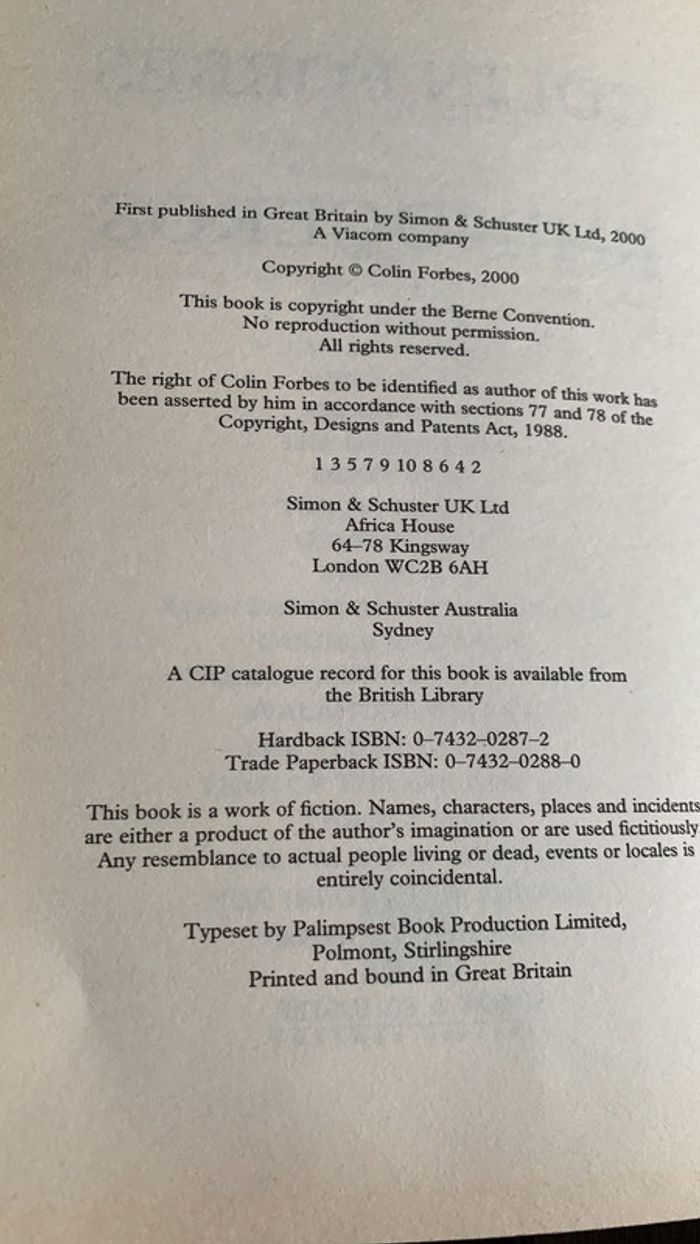 First published in Great Britain by Simon & Schuster UK Ltd, 2000
A Viacom company
Copyright © Colin Forbes, 2000
This book is copyright under the Berne Convention.
No reproduction without permission.
All rights reserved.
The right of Colin Forbes to be identified as author of this work has
been asserted by him in accordance with sections 77 and 78 of the
Copyright, Designs and Patents Act, 1988.
1 3 5 7 9 10 8 6 4 2
Simon & Schuster UK Ltd
Africa House
64–78 Kingsway
London WC2B 6AH
Simon & Schuster Australia
Sydney
A CIP catalogue record for this book is available from
the British Library
Hardback ISBN: 0–7432–0287–2
Trade Paperback ISBN: 0–7432–0288–0
This book is a work of fiction. Names, characters, places and incidents
are either a product of the author's imagination or are used fictitiously
Any resemblance to actual people living or dead, events or locales is
entirely coincidental.
Typeset by Palimpsest Book Production Limited,
Polmont, Stirlingshire
Printed and bound in Great Britain